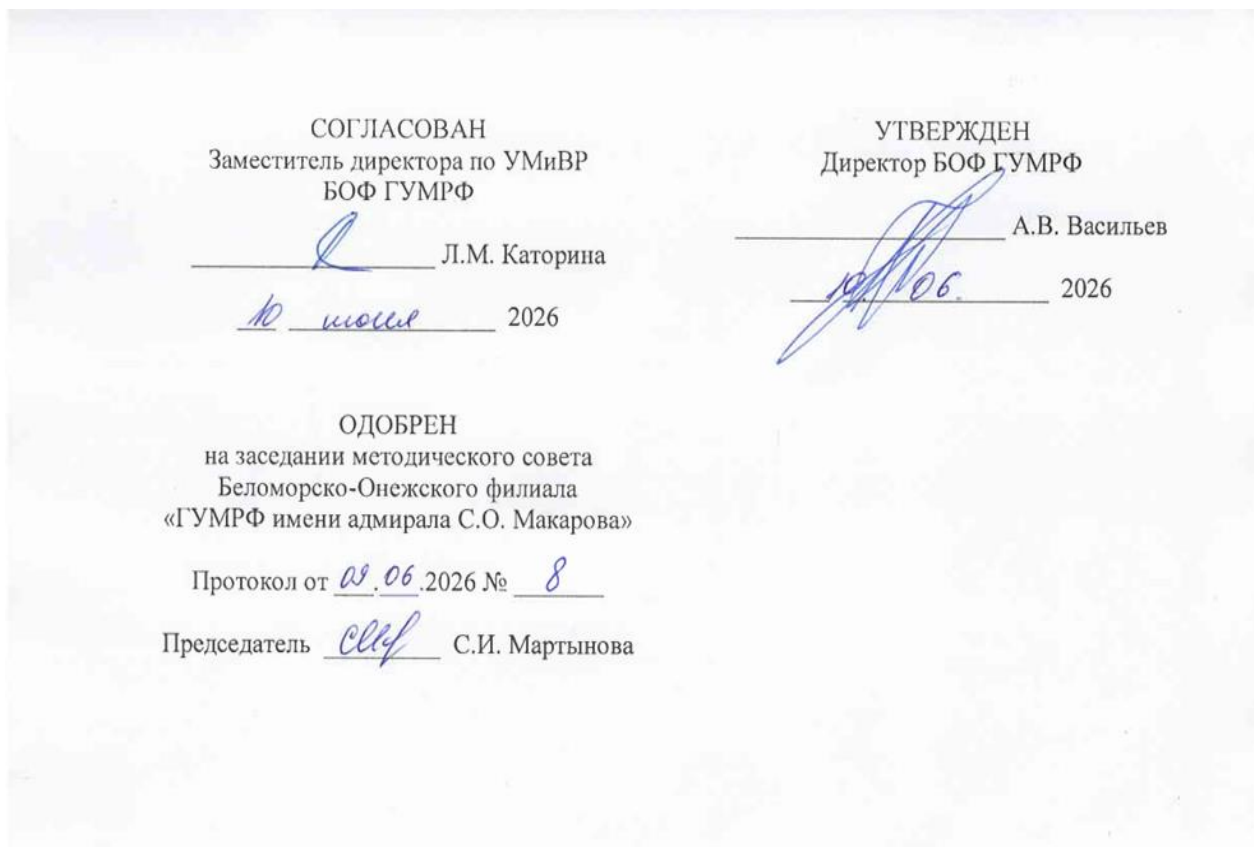 СОГЛАСОВАН
Заместитель директора по УМиВР
БОФ ГУМРФ
Л.М. Каторина
10 июня 2026
УТВЕРЖДЕН
Директор БОФ ГУМРФ
А.В. Васильев
10. 06. 2026
ОДОБРЕН
на заседании методического совета
Беломорско-Онежского филиала
«ГУМРФ имени адмирала С.О. Макарова»
Протокол от 09.06.2026 № 8
Председатель С.И. Мартынова